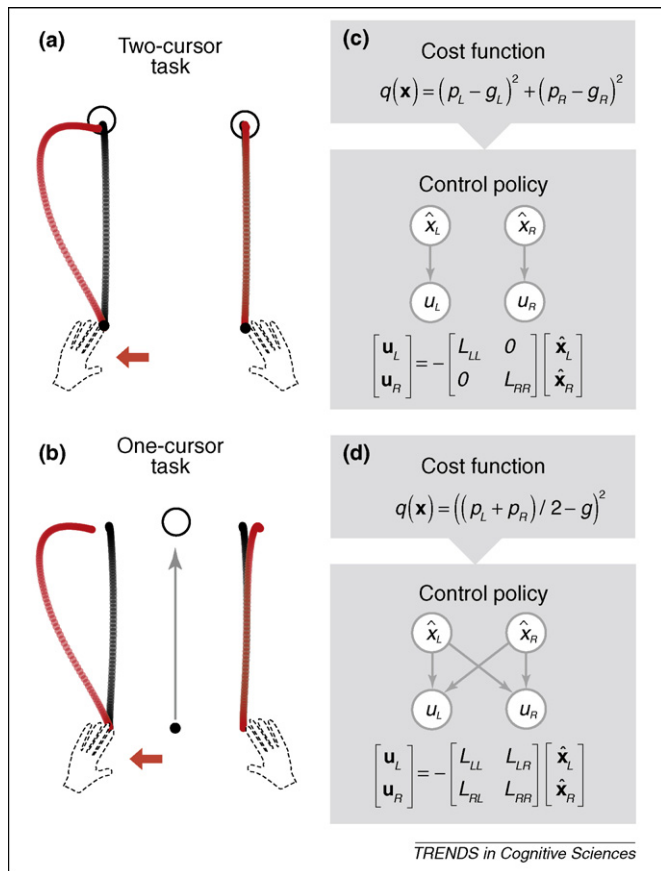 (a)
Two-cursor
task
(b)
One-cursor
task
(c)
Cost function
q(x) = (p_L − g_L)² + (p_R − g_R)²
Control policy
x̂_L x̂_R
u_L u_R
[u_L; u_R] = −[L_LL 0; 0 L_RR][x̂_L; x̂_R]
(d)
Cost function
q(x) = ((p_L + p_R) / 2 − g)²
Control policy
x̂_L x̂_R
u_L u_R
[u_L; u_R] = −[L_LL L_LR; L_RL L_RR][x̂_L; x̂_R]
TRENDS in Cognitive Sciences